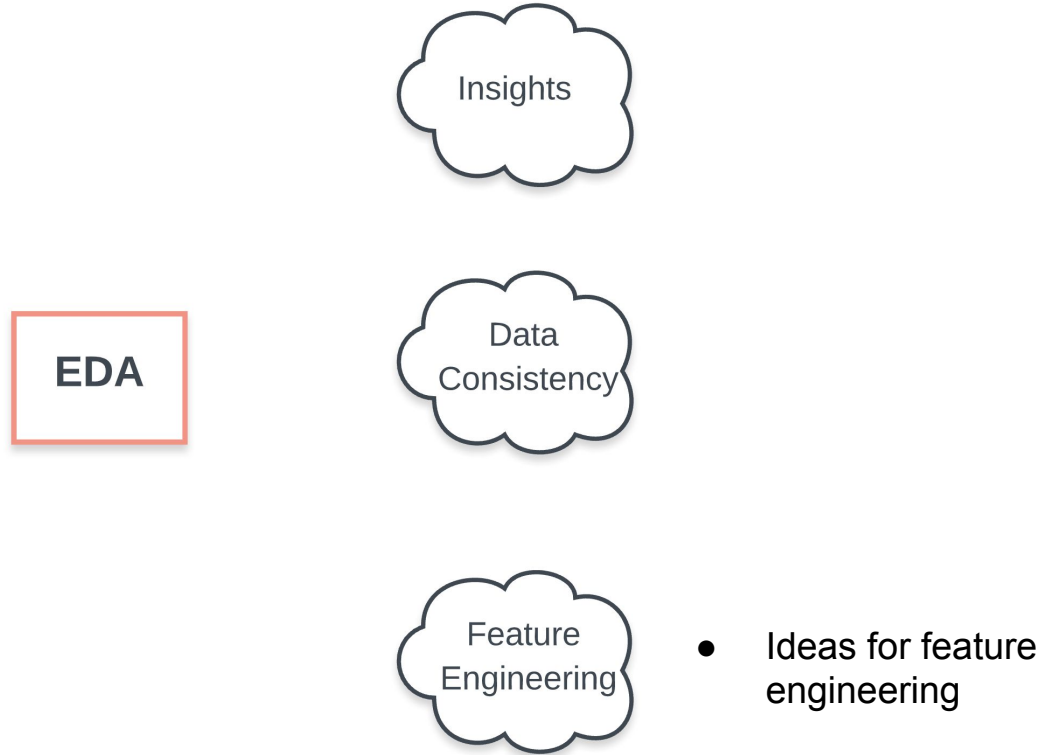 Insights
EDA
Data
Consistency
Feature
Engineering
● Ideas for feature
engineering